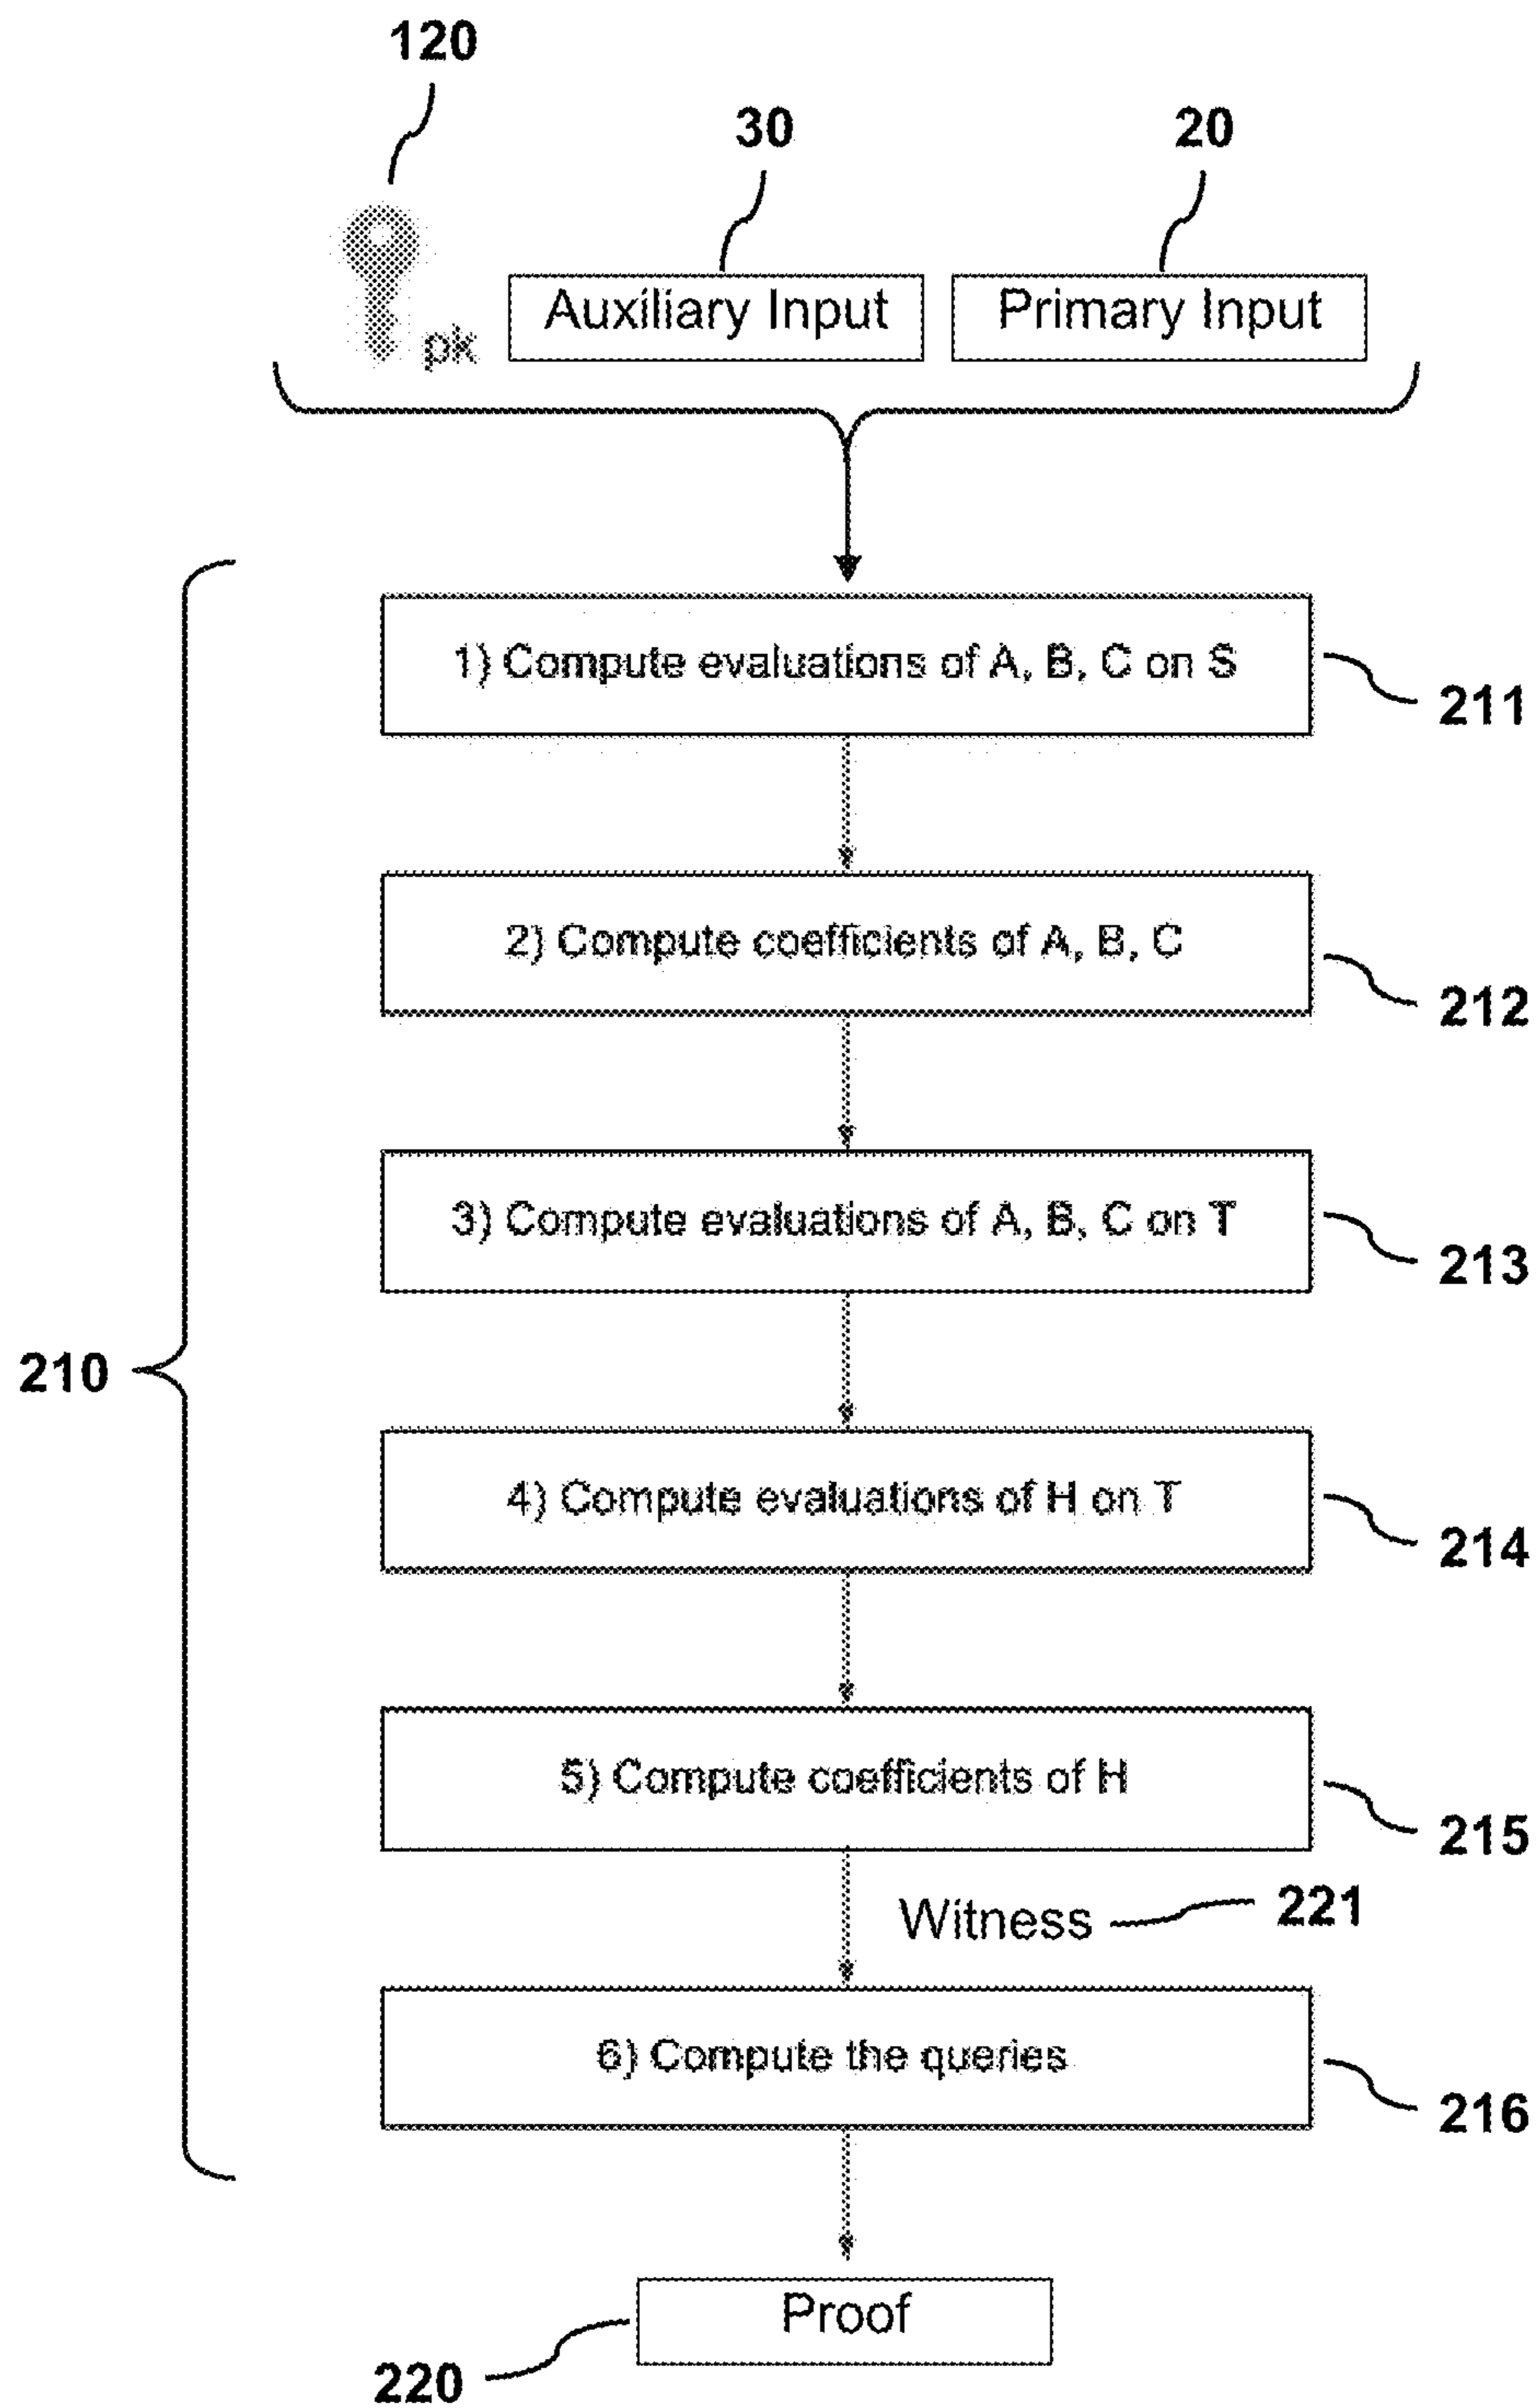 120
30
20
pk
Auxiliary Input
Primary Input
1) Compute evaluations of A, B, C on S
211
2) Compute coefficients of A, B, C
212
3) Compute evaluations of A, B, C on T
213
210
4) Compute evaluations of H on T
214
5) Compute coefficients of H
215
Witness
221
6) Compute the queries
216
Proof
220